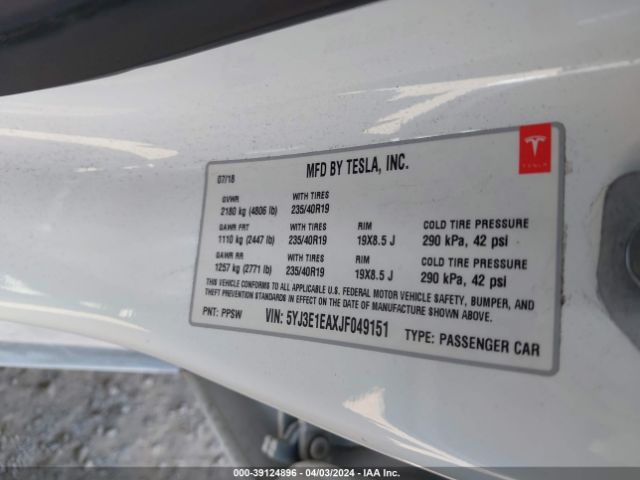 MFD BY TESLA, INC.
TESLA
07/18
GVWR WITH TIRES
2180 kg (4806 lb) 235/40R19
GAWR FRT WITH TIRES RIM COLD TIRE PRESSURE
1110 kg (2447 lb) 235/40R19 19X8.5 J 290 kPa, 42 psi
GAWR RR WITH TIRES RIM COLD TIRE PRESSURE
1257 kg (2771 lb) 235/40R19 19X8.5 J 290 kPa, 42 psi
THIS VEHICLE CONFORMS TO ALL APPLICABLE U.S. FEDERAL MOTOR VEHICLE SAFETY, BUMPER, AND
THEFT PREVENTION STANDARDS IN EFFECT ON THE DATE OF MANUFACTURE SHOWN ABOVE.
PNT: PPSW VIN: 5YJ3E1EAXJF049151 TYPE: PASSENGER CAR
000-39124896 - 04/03/2024 - IAA Inc.